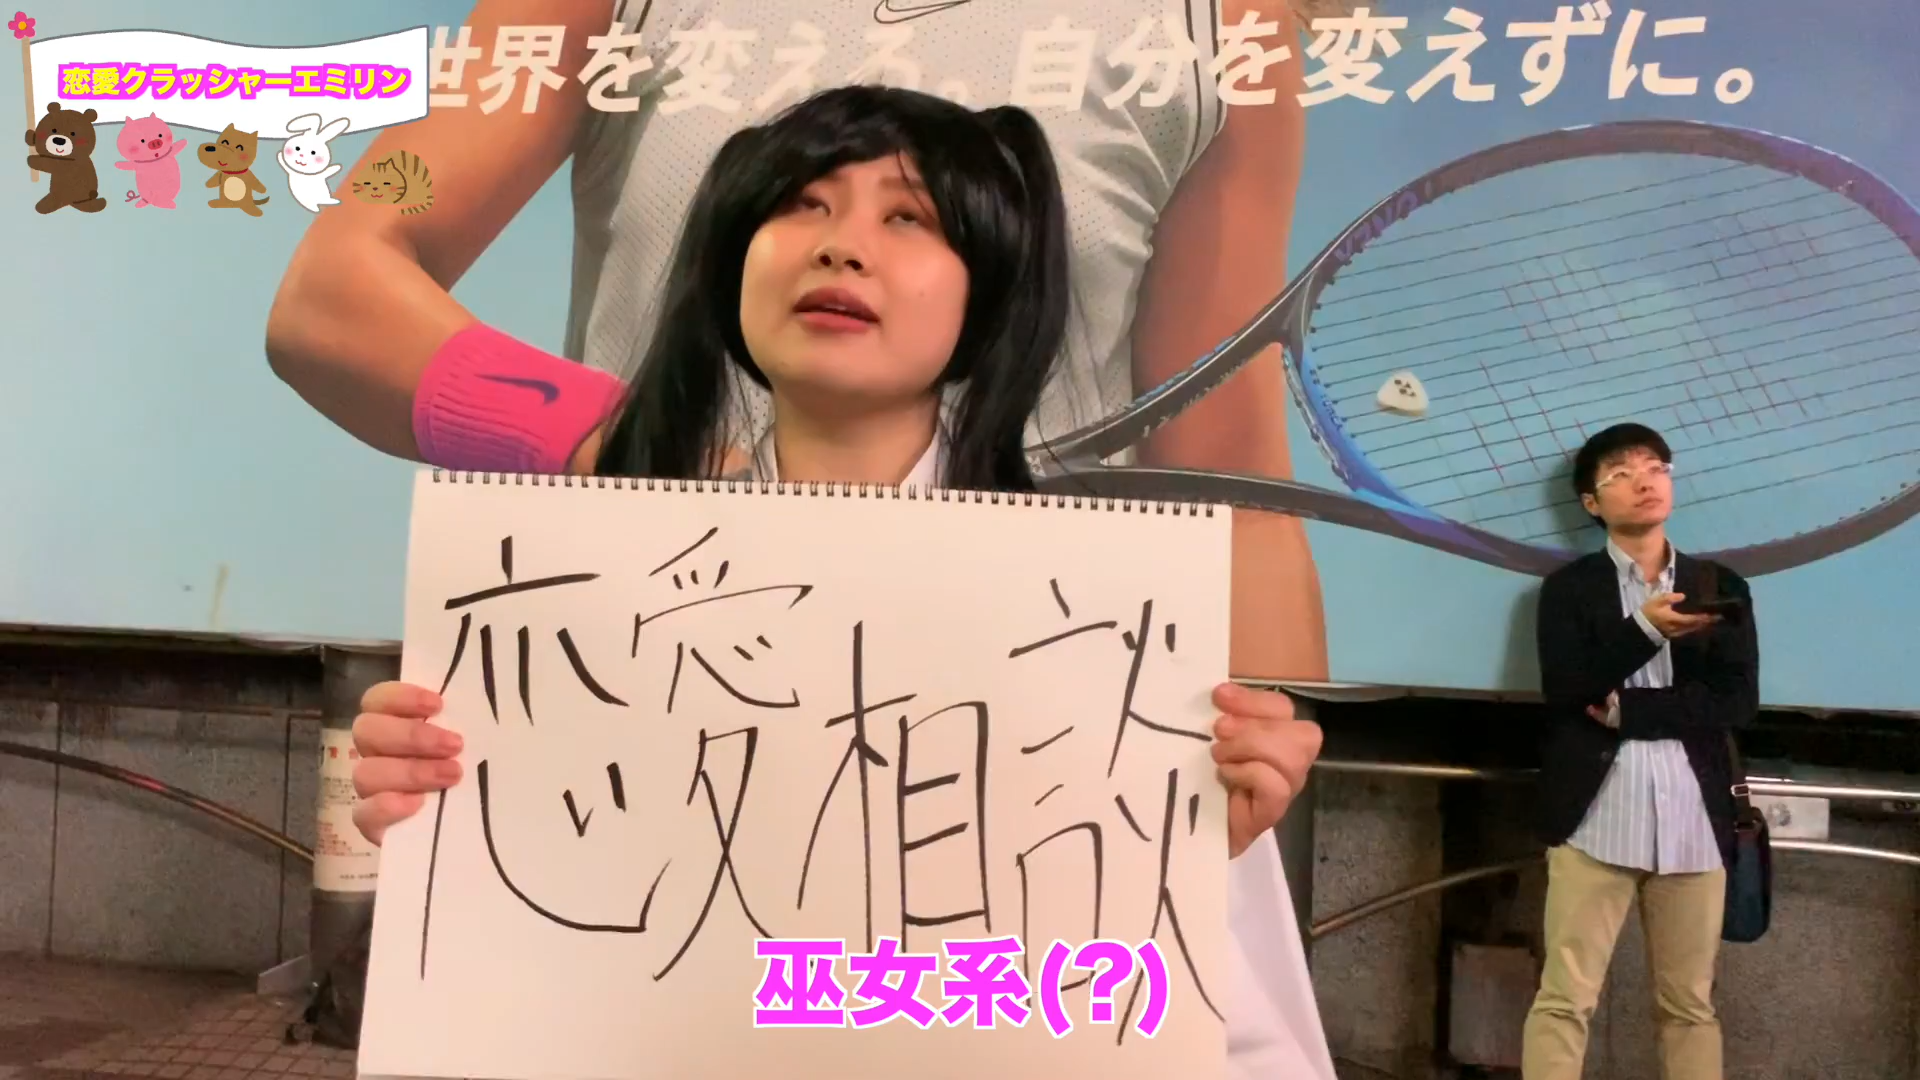 恋愛クラッシャーエミリン
世界を変える。自分を変えずに。
恋愛相談
巫女系(?)